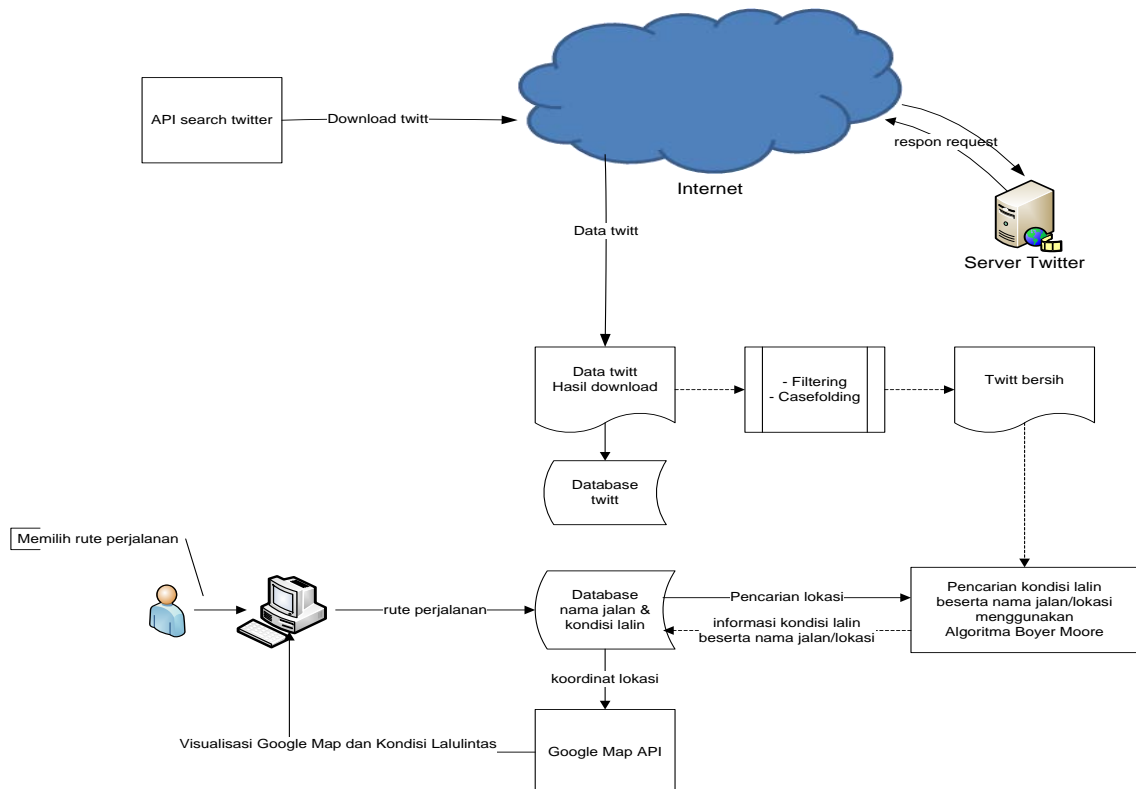 API search twitter
Download twitt
respon request
Internet
Server Twitter
Data twitt
Data twitt
Hasil download
- Filtering
- Casefolding
Twitt bersih
Database
twitt
Memilih rute perjalanan
rute perjalanan
Database
nama jalan &
kondisi lalin
Pencarian lokasi
informasi kondisi lalin
beserta nama jalan/lokasi
Pencarian kondisi lalin
beserta nama jalan/lokasi
menggunakan
Algoritma Boyer Moore
koordinat lokasi
Visualisasi Google Map dan Kondisi Lalulintas
Google Map API